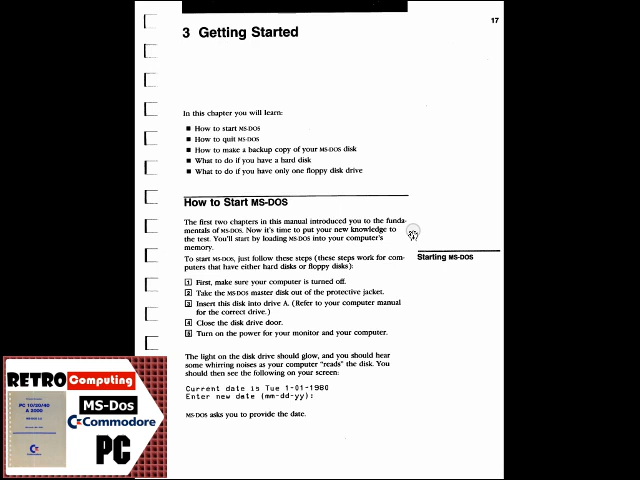 17
3 Getting Started
In this chapter you will learn:
■ How to start MS-DOS
■ How to quit MS-DOS
■ How to make a backup copy of your MS-DOS disk
■ What to do if you have a hard disk
■ What to do if you have only one floppy disk drive
How to Start MS-DOS
The first two chapters in this manual introduced you to the funda-
mentals of MS-DOS. Now it's time to put your new knowledge to
the test. You'll start by loading MS-DOS into your computer's
memory.
Starting MS-DOS
To start MS-DOS, just follow these steps (these steps work for com-
puters that have either hard disks or floppy disks):
1 First, make sure your computer is turned off.
2 Take the MS-DOS master disk out of the protective jacket.
3 Insert this disk into drive A. (Refer to your computer manual
for the correct drive.)
4 Close the disk drive door.
5 Turn on the power for your monitor and your computer.
The light on the disk drive should glow, and you should hear
some whirring noises as your computer "reads" the disk. You
should then see the following on your screen:
Current date is Tue 1-01-1980
Enter new date (mm-dd-yy):
MS-DOS asks you to provide the date.
RETRO Computing
PC 10/20/40
A 2000
MS-Dos
Commodore
PC